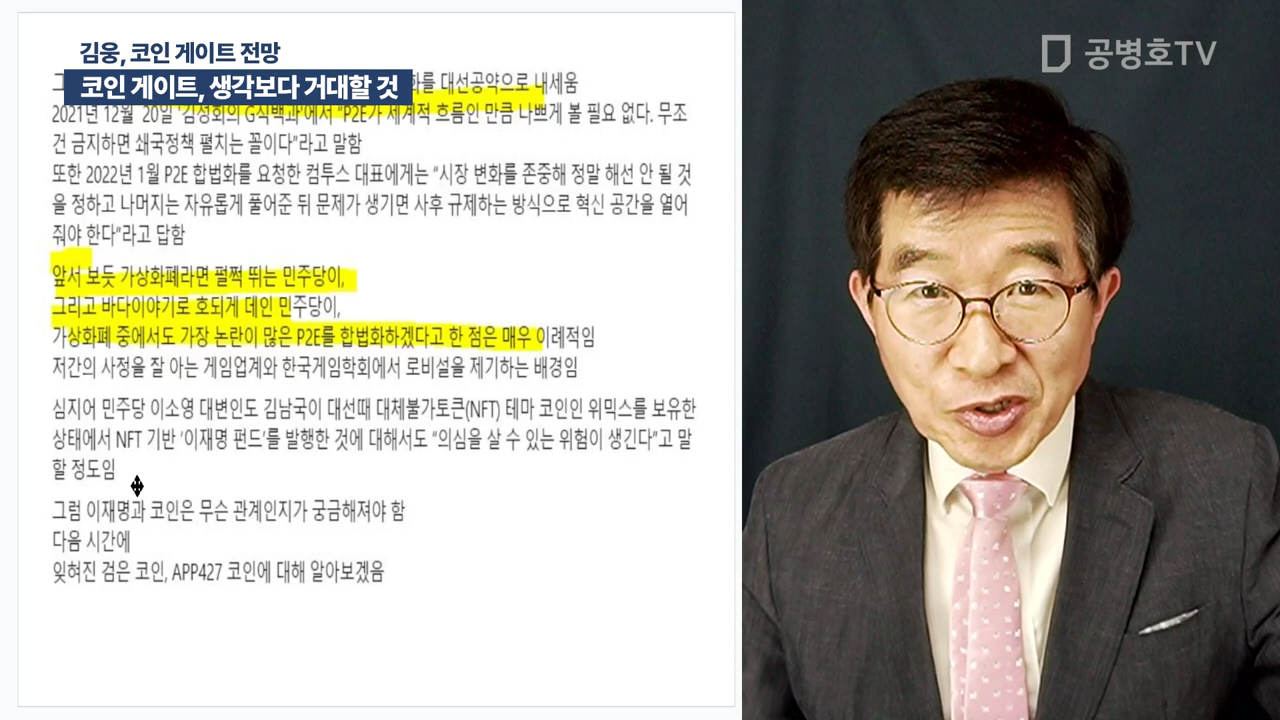 김웅, 코인 게이트 전망
코인 게이트, 생각보다 거대할 것
공병호TV
그 화를 대선공약으로 내세움
2021년 12월 20일 '김성회의 G식백과'에서 "P2E가 세계적 흐름인 만큼 나쁘게 볼 필요 없다. 무조
건 금지하면 쇄국정책 펼치는 꼴이다"라고 말함
또한 2022년 1월 P2E 합법화를 요청한 컴투스 대표에게는 "시장 변화를 존중해 정말 해선 안 될 것
을 정하고 나머지는 자유롭게 풀어준 뒤 문제가 생기면 사후 규제하는 방식으로 혁신 공간을 열어
줘야 한다"라고 답함
앞서 보듯 가상화폐라면 펄쩍 뛰는 민주당이,
그리고 바다이야기로 호되게 데인 민주당이,
가상화폐 중에서도 가장 논란이 많은 P2E를 합법화하겠다고 한 점은 매우 이례적임
저간의 사정을 잘 아는 게임업계와 한국게임학회에서 로비설을 제기하는 배경임
심지어 민주당 이소영 대변인도 김남국이 대선때 대체불가토큰(NFT) 테마 코인인 위믹스를 보유한
상태에서 NFT 기반 '이재명 펀드'를 발행한 것에 대해서도 "의심을 살 수 있는 위험이 생긴다"고 말
할 정도임
그럼 이재명과 코인은 무슨 관계인지가 궁금해져야 함
다음 시간에
잊혀진 검은 코인, APP427 코인에 대해 알아보겠음